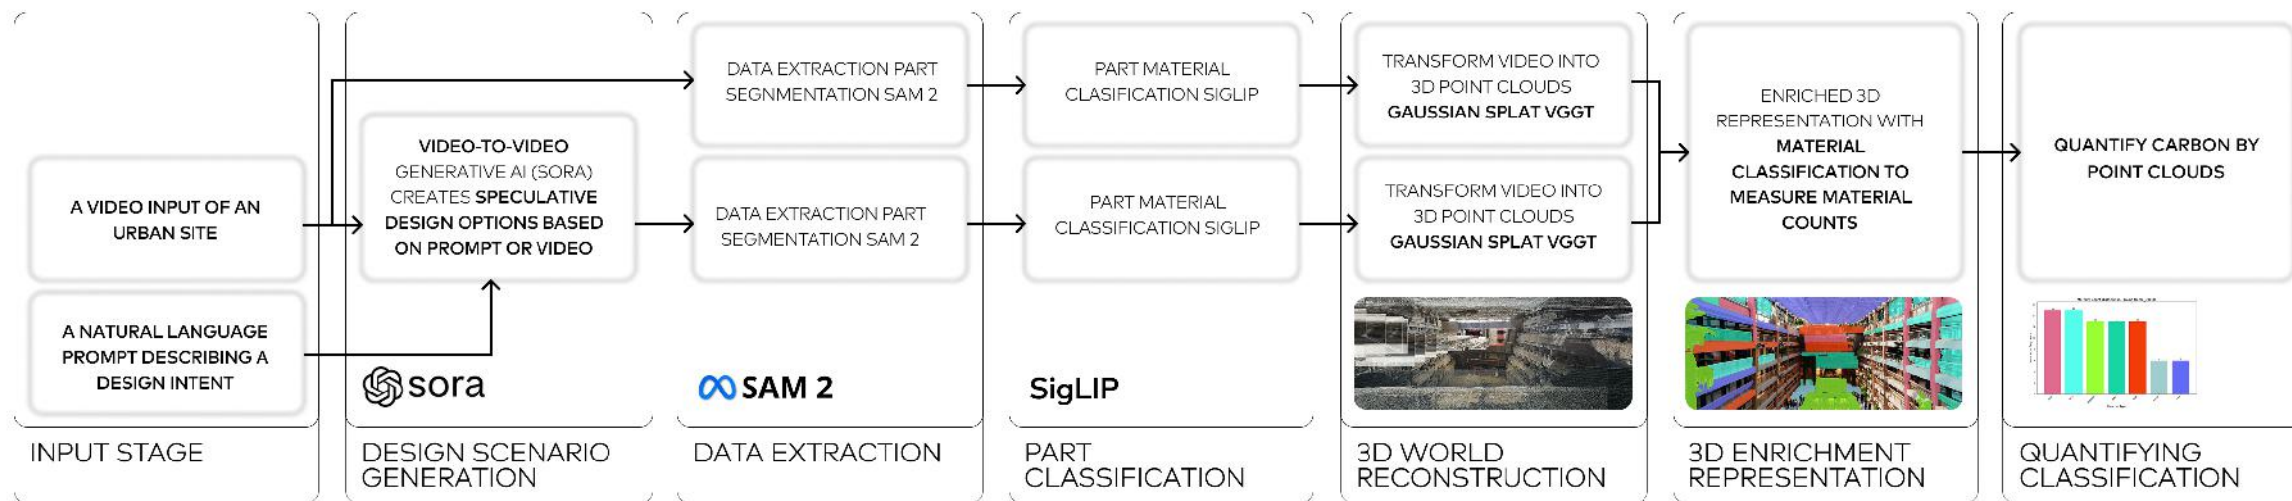 A VIDEO INPUT OF AN
URBAN SITE
A NATURAL LANGUAGE
PROMPT DESCRIBING A
DESIGN INTENT
INPUT STAGE
VIDEO-TO-VIDEO
GENERATIVE AI (SORA)
CREATES SPECULATIVE
DESIGN OPTIONS BASED
ON PROMPT OR VIDEO
sora
DESIGN SCENARIO
GENERATION
DATA EXTRACTION PART
SEGNMENTATION SAM 2
DATA EXTRACTION PART
SEGMENTATION SAM 2
SAM 2
DATA EXTRACTION
PART MATERIAL
CLASIFICATION SIGLIP
PART MATERIAL
CLASSIFICATION SIGLIP
SigLIP
PART
CLASSIFICATION
TRANSFORM VIDEO INTO
3D POINT CLOUDS
GAUSSIAN SPLAT VGGT
TRANSFORM VIDEO INTO
3D POINT CLOUDS
GAUSSIAN SPLAT VGGT
3D WORLD
RECONSTRUCTION
ENRICHED 3D
REPRESENTATION WITH
MATERIAL
CLASSIFICATION TO
MEASURE MATERIAL
COUNTS
3D ENRICHMENT
REPRESENTATION
QUANTIFY CARBON BY
POINT CLOUDS
QUANTIFYING
CLASSIFICATION